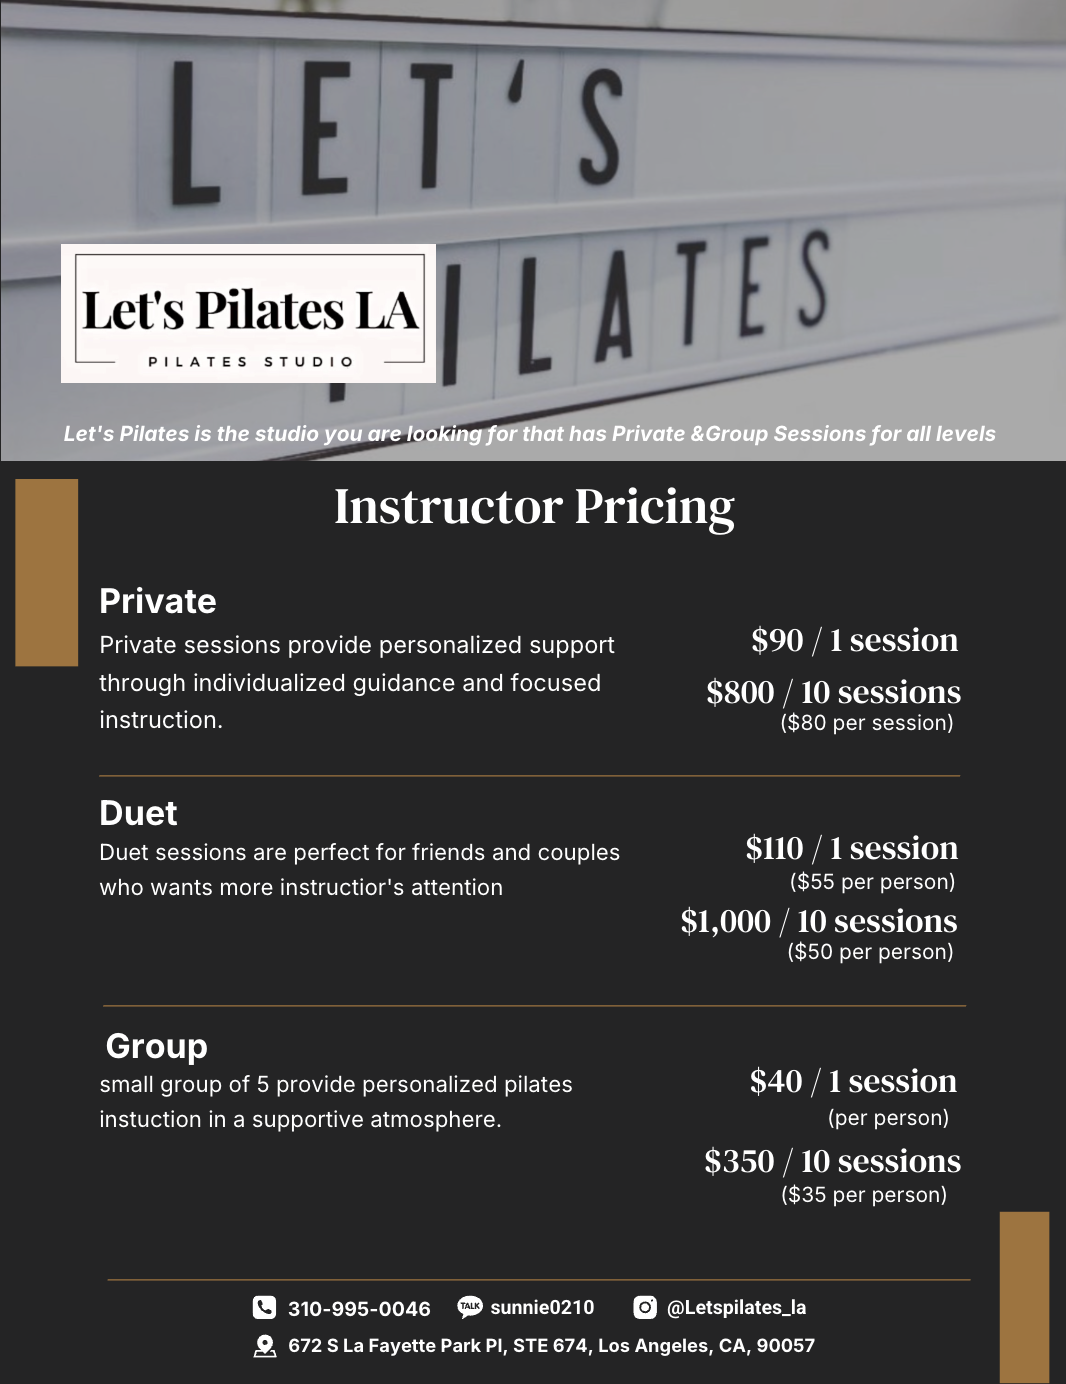 LET'S
ILATES
Let's Pilates LA
PILATES STUDIO
Let's Pilates is the studio you are looking for that has Private &Group Sessions for all levels
Instructor Pricing
Private
Private sessions provide personalized support
through individualized guidance and focused
instruction.
$90 / 1 session
$800 / 10 sessions
($80 per session)
Duet
Duet sessions are perfect for friends and couples
who wants more instructior's attention
$110 / 1 session
($55 per person)
$1,000 / 10 sessions
($50 per person)
Group
small group of 5 provide personalized pilates
instuction in a supportive atmosphere.
$40 / 1 session
(per person)
$350 / 10 sessions
($35 per person)
310-995-0046 TALK sunnie0210 @Letspilates_la
672 S La Fayette Park Pl, STE 674, Los Angeles, CA, 90057